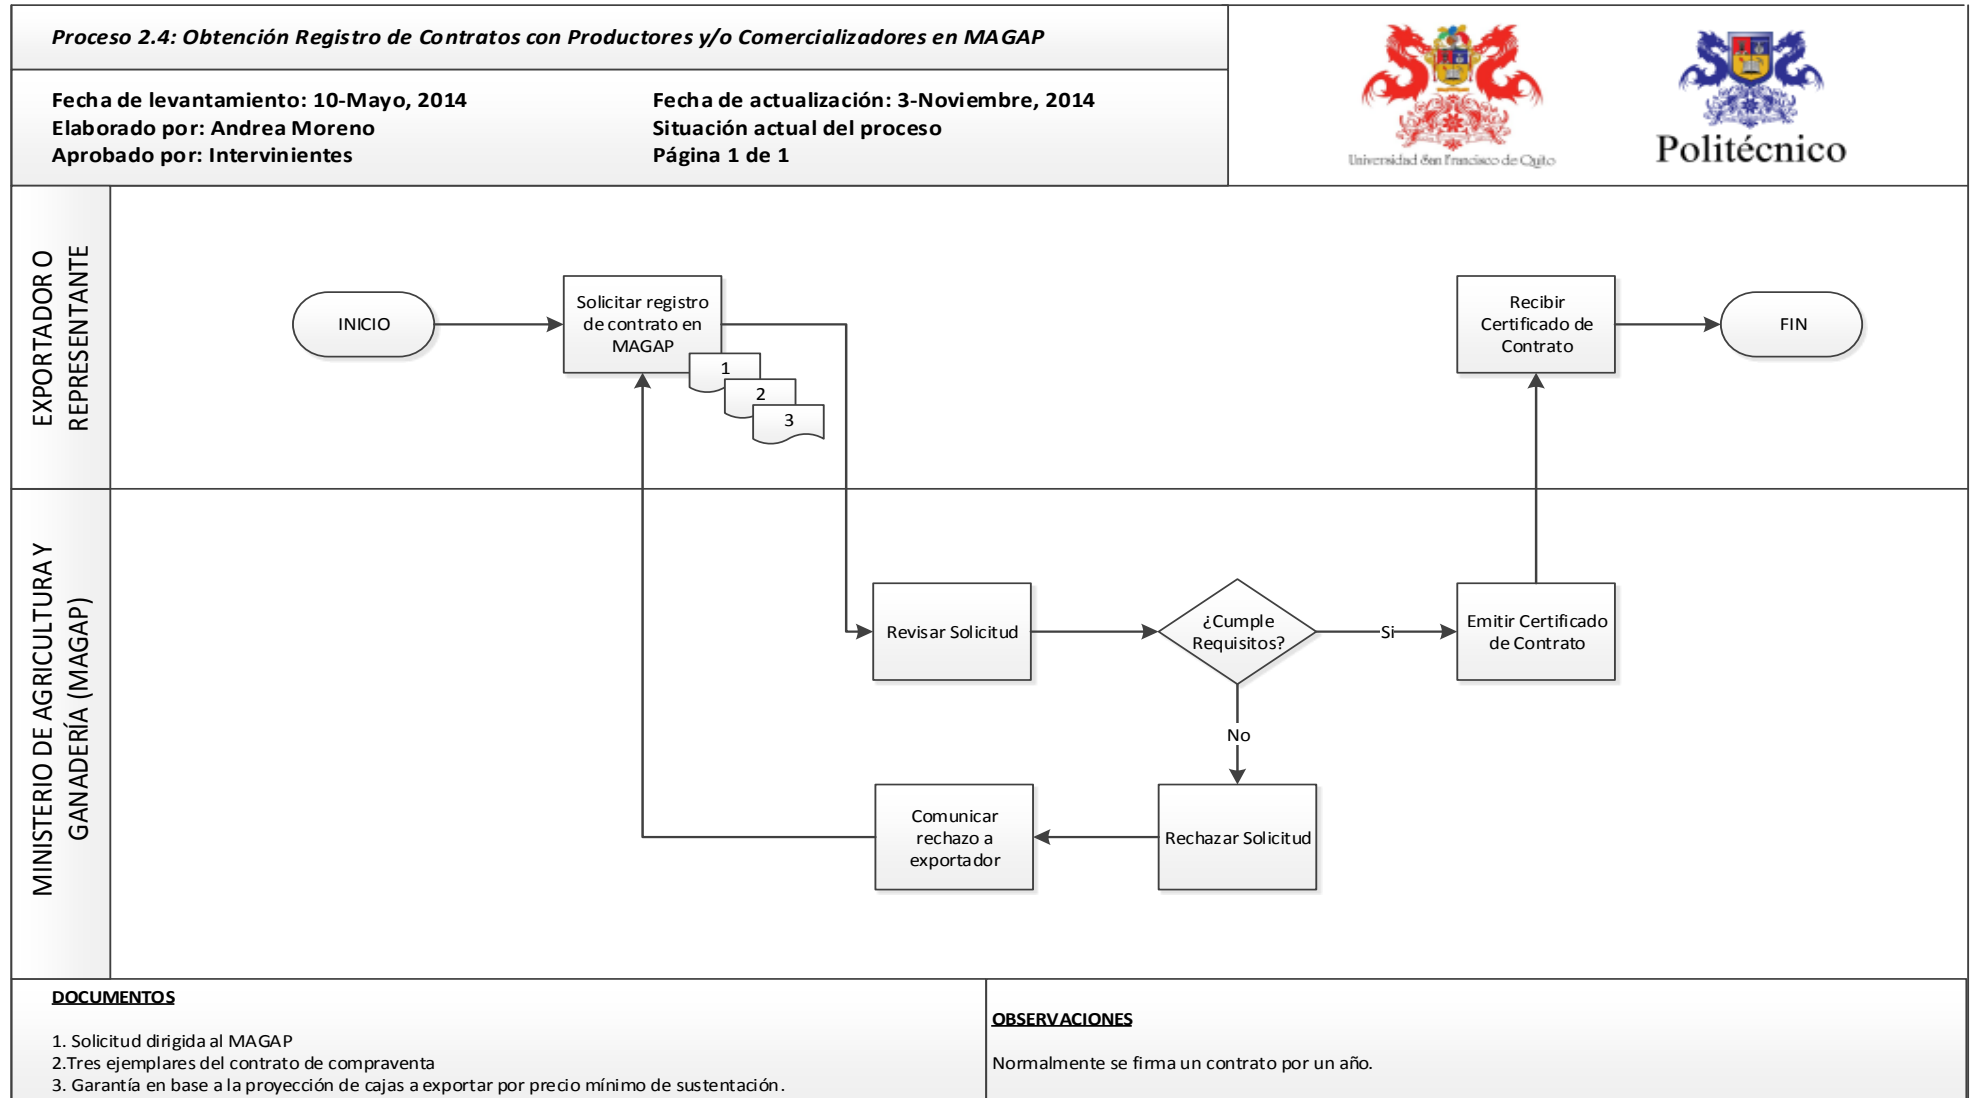 Proceso 2.4: Obtención Registro de Contratos con Productores y/o Comercializadores en MAGAP
Fecha de levantamiento: 10-Mayo, 2014
Elaborado por: Andrea Moreno
Aprobado por: Intervinientes
Fecha de actualización: 3-Noviembre, 2014
Situación actual del proceso
Página 1 de 1
Universidad San Francisco de Quito
Politécnico
EXPORTADOR O
REPRESENTANTE
INICIO
Solicitar registro
de contrato en
MAGAP
1
2
3
Recibir
Certificado de
Contrato
FIN
MINISTERIO DE AGRICULTURA Y
GANADERÍA (MAGAP)
Revisar Solicitud
¿Cumple
Requisitos?
Si
Emitir Certificado
de Contrato
No
Comunicar
rechazo a
exportador
Rechazar Solicitud
DOCUMENTOS
1. Solicitud dirigida al MAGAP
2.Tres ejemplares del contrato de compraventa
3. Garantía en base a la proyección de cajas a exportar por precio mínimo de sustentación.
OBSERVACIONES
Normalmente se firma un contrato por un año.